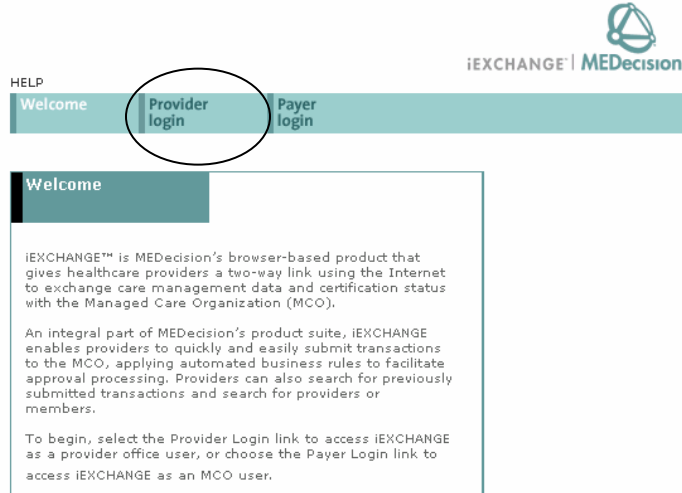 iEXCHANGE | MEDecision
HELP
Welcome
Provider
login
Payer
login
Welcome
iEXCHANGE™ is MEDecision's browser-based product that
gives healthcare providers a two-way link using the Internet
to exchange care management data and certification status
with the Managed Care Organization (MCO).
An integral part of MEDecision's product suite, iEXCHANGE
enables providers to quickly and easily submit transactions
to the MCO, applying automated business rules to facilitate
approval processing. Providers can also search for previously
submitted transactions and search for providers or
members.
To begin, select the Provider Login link to access iEXCHANGE
as a provider office user, or choose the Payer Login link to
access iEXCHANGE as an MCO user.